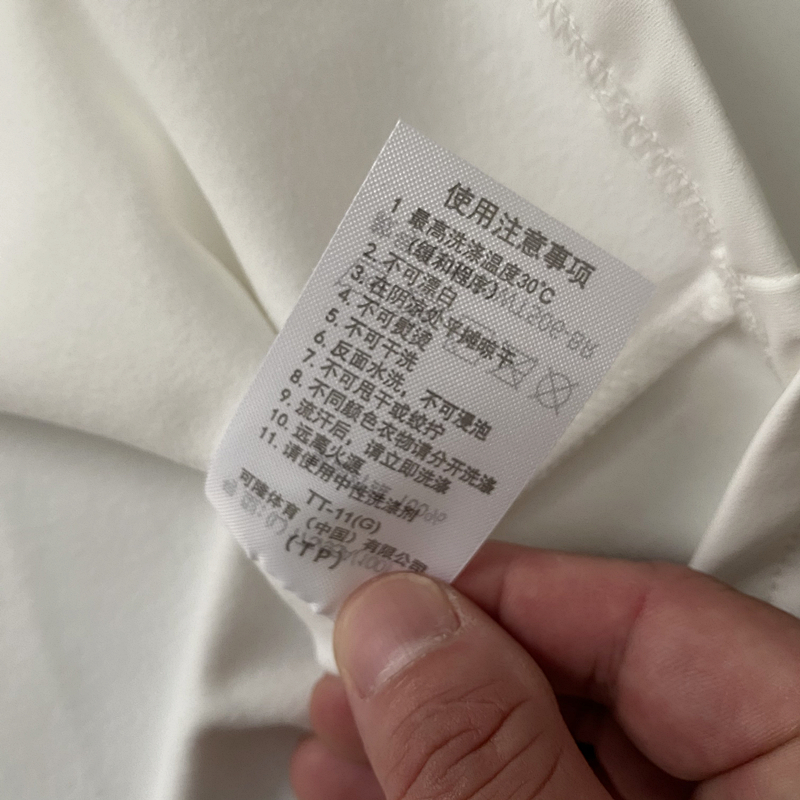 使用注意事项
1 最高洗涤温度30℃
(缓和程序)
2. 不可漂白
3. 在阴凉处平摊晾干
4. 不可熨烫
5. 不可干洗
6. 反面水洗，不可浸泡
7. 不可甩干或绞拧
8. 不同颜色衣物请分开洗涤
9. 流汗后，请立即洗涤
10. 远离火源
11. 请使用中性洗涤剂
TT-11(G)
可隆体育（中国）有限公司
(TP)